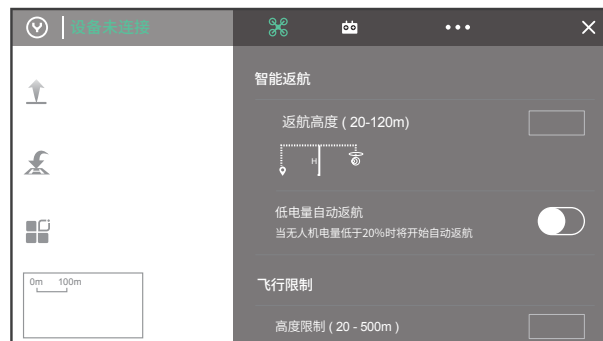 设备未连接
智能返航
返航高度 ( 20-120m)
H
低电量自动返航
当无人机电量低于20%时将开始自动返航
0m 100m
飞行限制
高度限制 ( 20 - 500m )